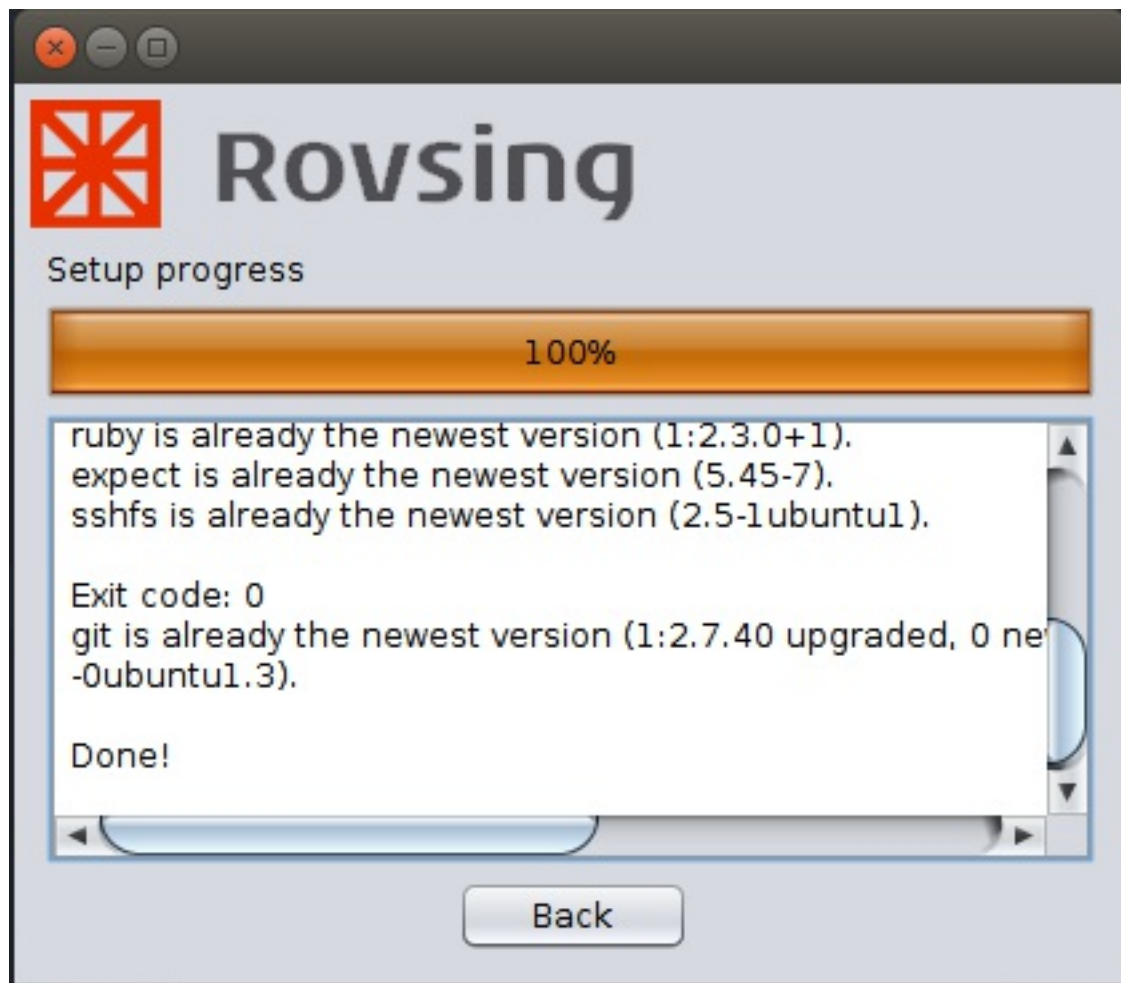 Rovsing
Setup progress
100%
ruby is already the newest version (1:2.3.0+1).
expect is already the newest version (5.45-7).
sshfs is already the newest version (2.5-1ubuntu1).
Exit code: 0
git is already the newest version (1:2.7.40 upgraded, 0
-0ubuntu1.3).
Done!
Back